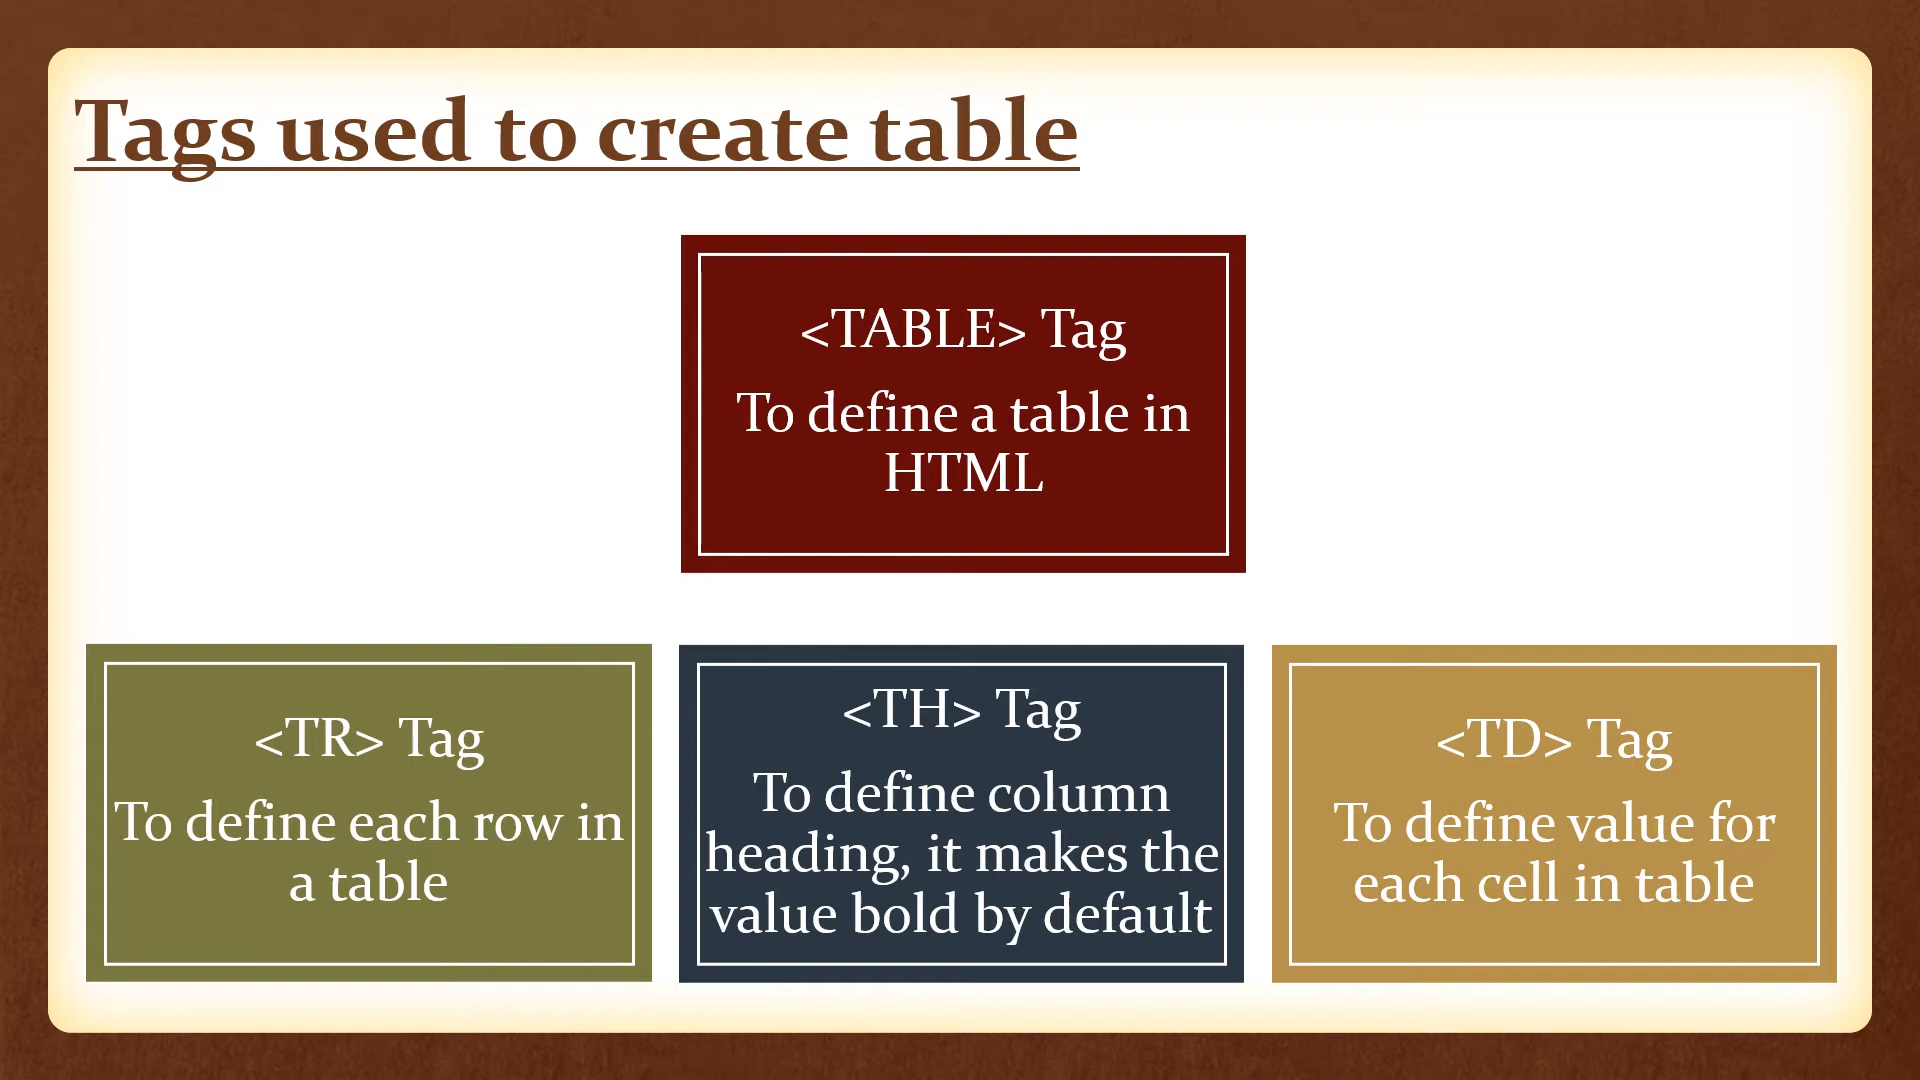 Tags used to create table
<TABLE> Tag
To define a table in
HTML
<TR> Tag
To define each row in
a table
<TH> Tag
To define column
heading, it makes the
value bold by default
<TD> Tag
To define value for
each cell in table